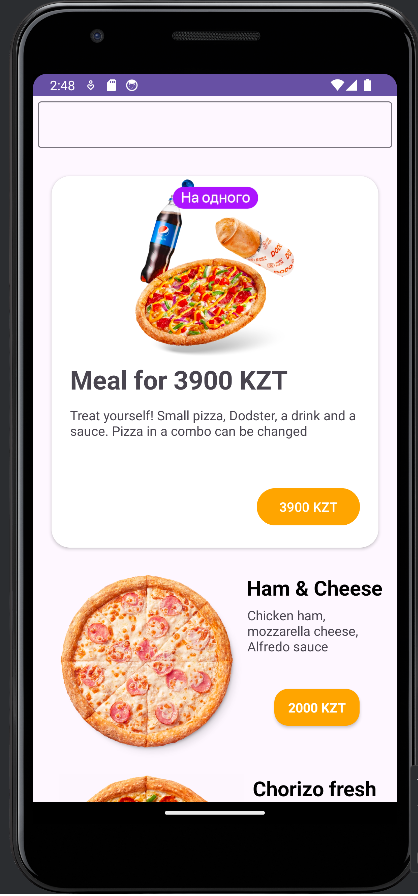 2:48
На одного
Meal for 3900 KZT
Treat yourself! Small pizza, Dodster, a drink and a
sauce. Pizza in a combo can be changed
3900 KZT
Ham & Cheese
Chicken ham,
mozzarella cheese,
Alfredo sauce
2000 KZT
Chorizo fresh